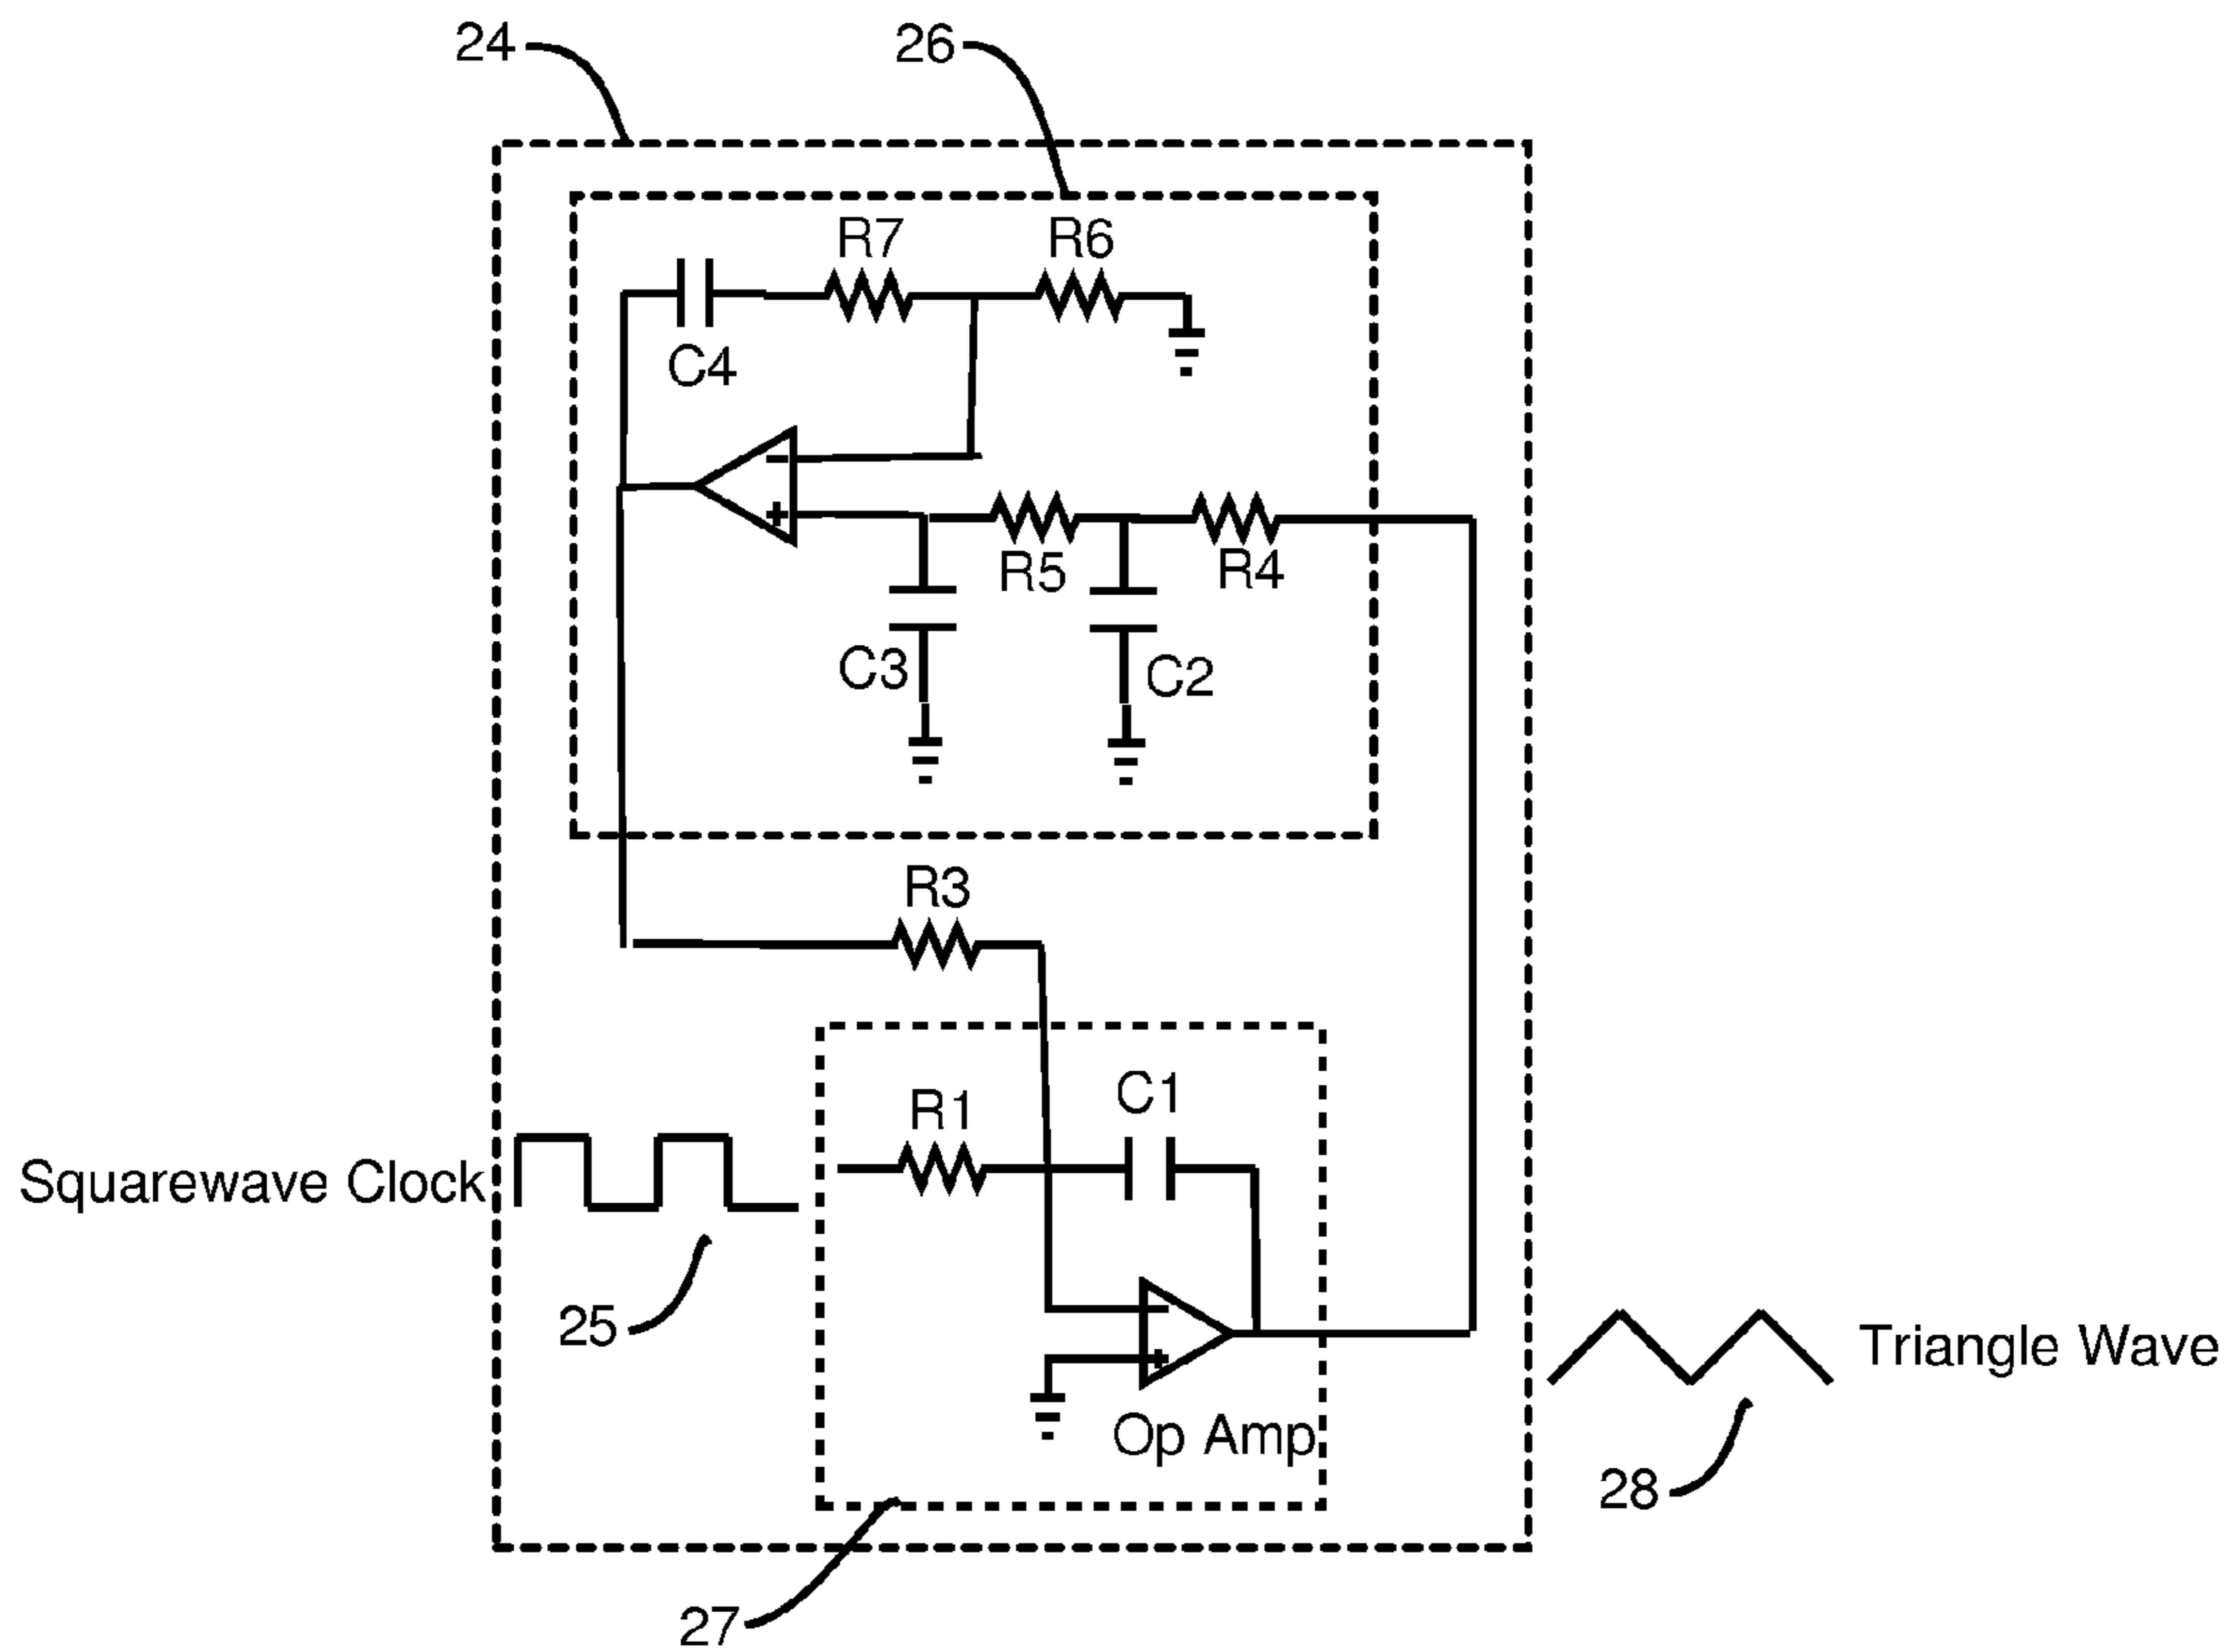 24
26
R7
R6
C4
R5
R4
C3
C2
R3
R1
C1
Squarewave Clock
25
Op Amp
Triangle Wave
28
27